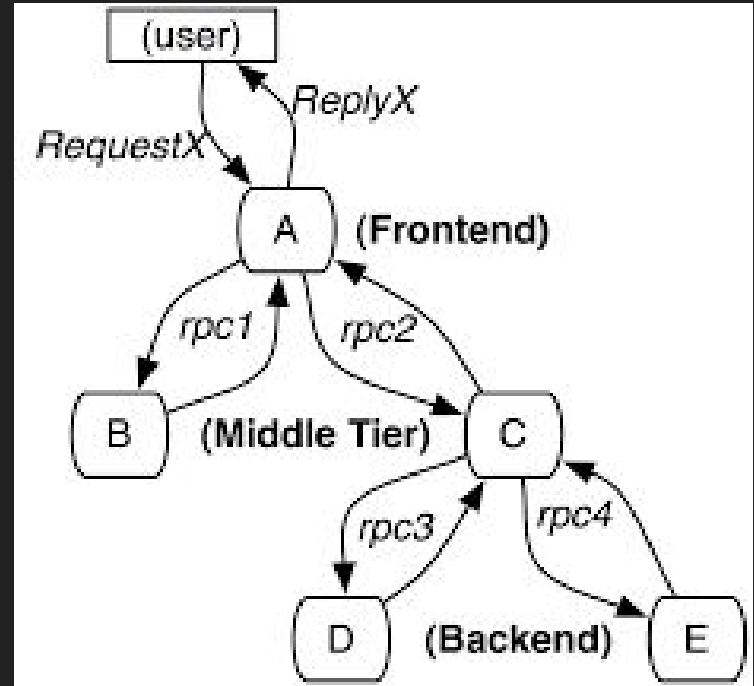 (user)
ReplyX
RequestX
A (Frontend)
rpc1 rpc2
B (Middle Tier) C
rpc3 rpc4
D (Backend) E